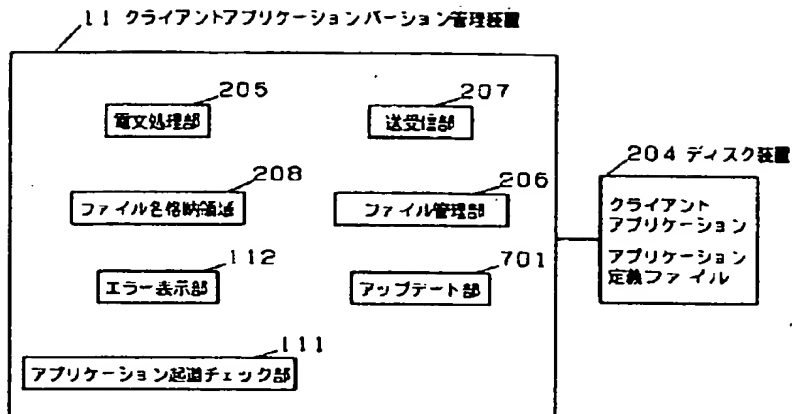 11 クライアントアプリケーションバージョン管理装置
205
電文処理部
207
送受信部
204 ディスク装置
クライアント
アプリケーション
アプリケーション
定義ファイル
208
ファイル名格納領域
206
ファイル管理部
112
エラー表示部
701
アップデート部
111
アプリケーション起道チェック部